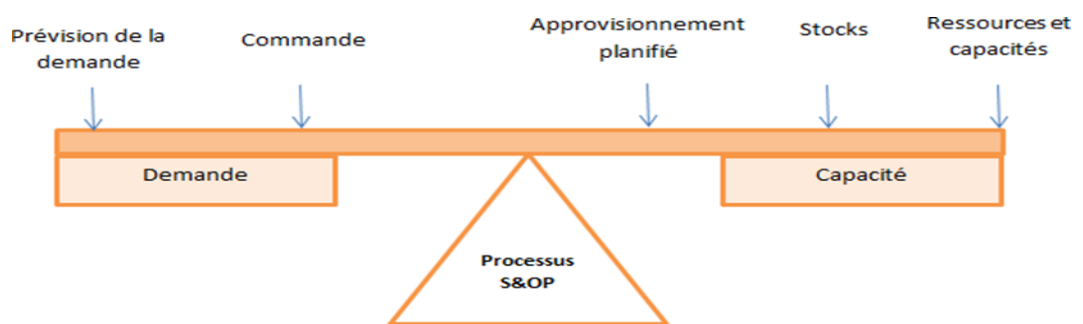 Prévision de la
demande
Commande
Approvisionnement
planifié
Stocks
Ressources et
capacités
Demande
Capacité
Processus
S&OP